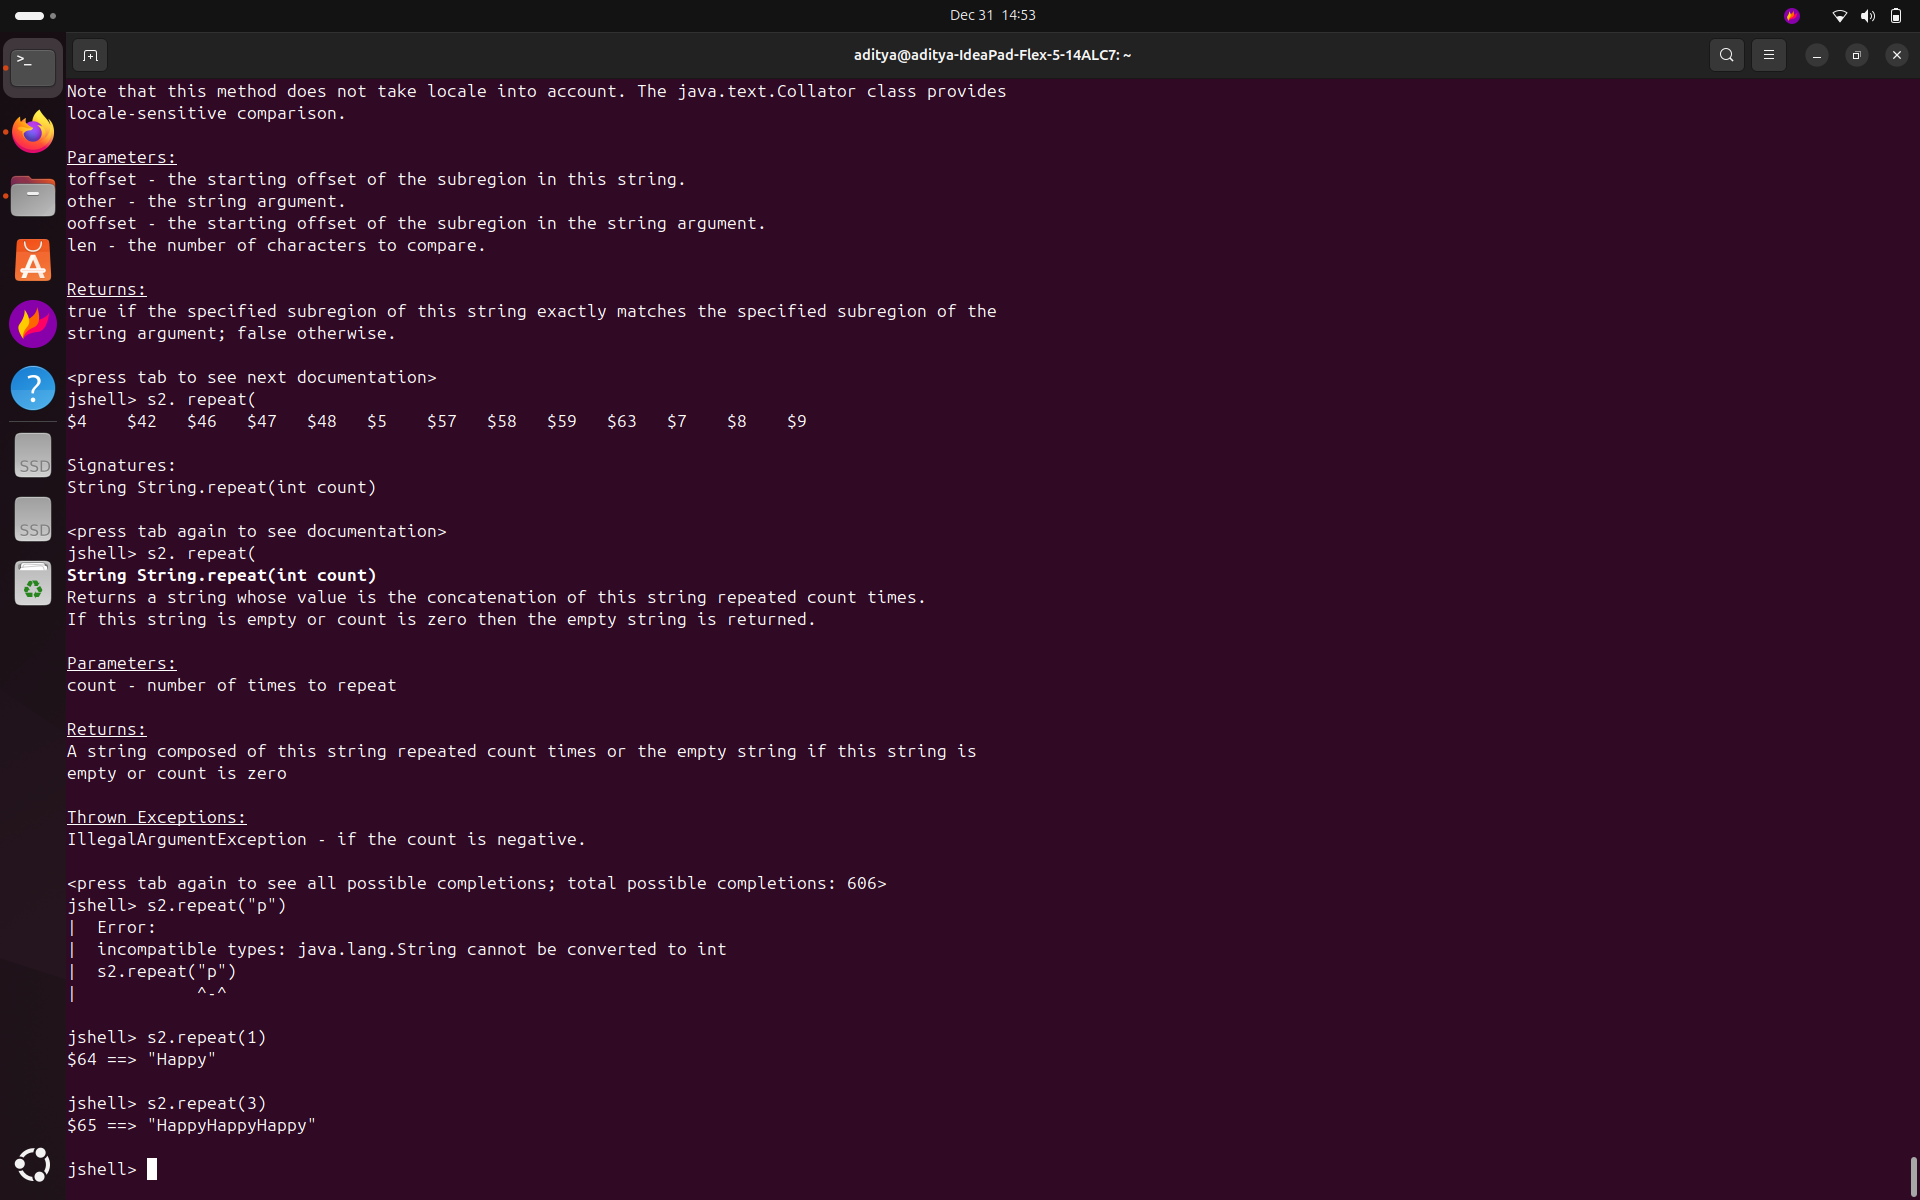 Dec 31 14:53
aditya@aditya-IdeaPad-Flex-5-14ALC7: ~
>_
Note that this method does not take locale into account. The java.text.Collator class provides
locale-sensitive comparison.
Parameters:
toffset - the starting offset of the subregion in this string.
other - the string argument.
ooffset - the starting offset of the subregion in the string argument.
len - the number of characters to compare.
Returns:
true if the specified subregion of this string exactly matches the specified subregion of the
string argument; false otherwise.
<press tab to see next documentation>
jshell> s2. repeat(
$4 $42 $46 $47 $48 $5 $57 $58 $59 $63 $7 $8 $9
Signatures:
String String.repeat(int count)
<press tab again to see documentation>
jshell> s2. repeat(
String String.repeat(int count)
Returns a string whose value is the concatenation of this string repeated count times.
If this string is empty or count is zero then the empty string is returned.
Parameters:
count - number of times to repeat
Returns:
A string composed of this string repeated count times or the empty string if this string is
empty or count is zero
Thrown Exceptions:
IllegalArgumentException - if the count is negative.
<press tab again to see all possible completions; total possible completions: 606>
jshell> s2.repeat("p")
|  Error:
|  incompatible types: java.lang.String cannot be converted to int
|  s2.repeat("p")
|            ^-^
jshell> s2.repeat(1)
$64 ==> "Happy"
jshell> s2.repeat(3)
$65 ==> "HappyHappyHappy"
jshell>
?
SSD
SSD